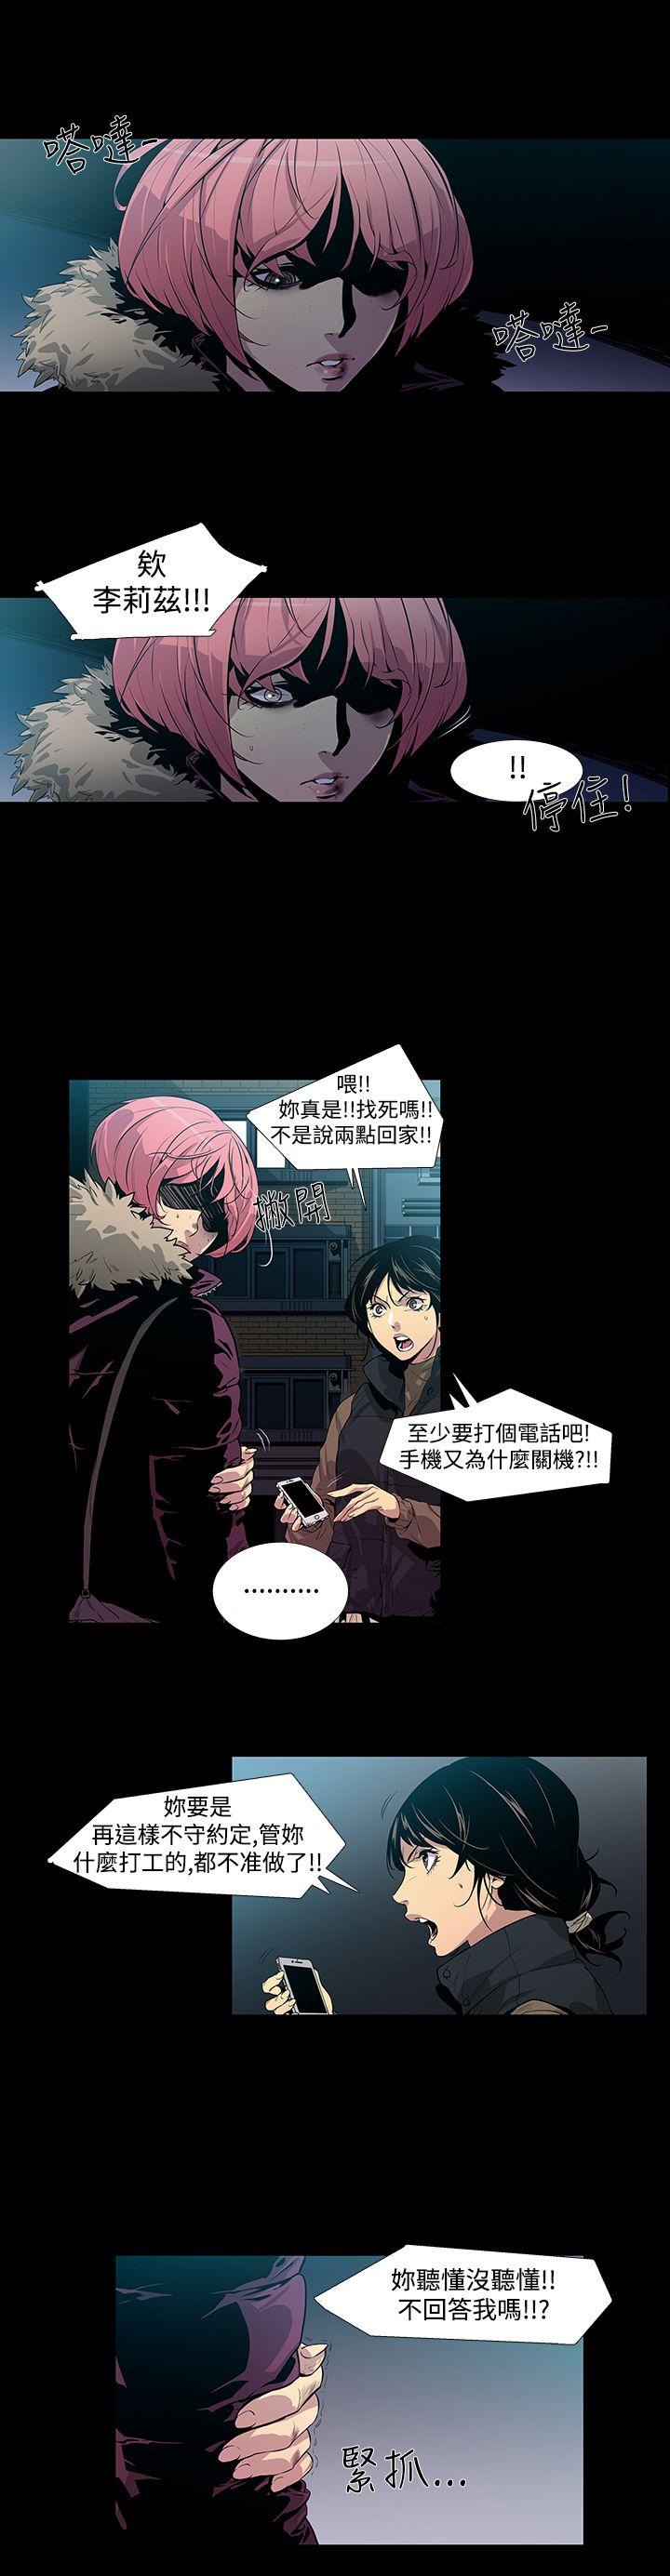 嗒噠-
嗒噠-
欸
李莉茲!!!
!!
停住!
喂!!
妳真是!!找死嗎!!
不是說兩點回家!!
撇開
至少要打個電話吧!
手機又為什麼關機?!!
..........
妳要是
再這樣不守約定,管妳
什麼打工的,都不准做了!!
妳聽懂沒聽懂!!
不回答我嗎!!?
緊抓...